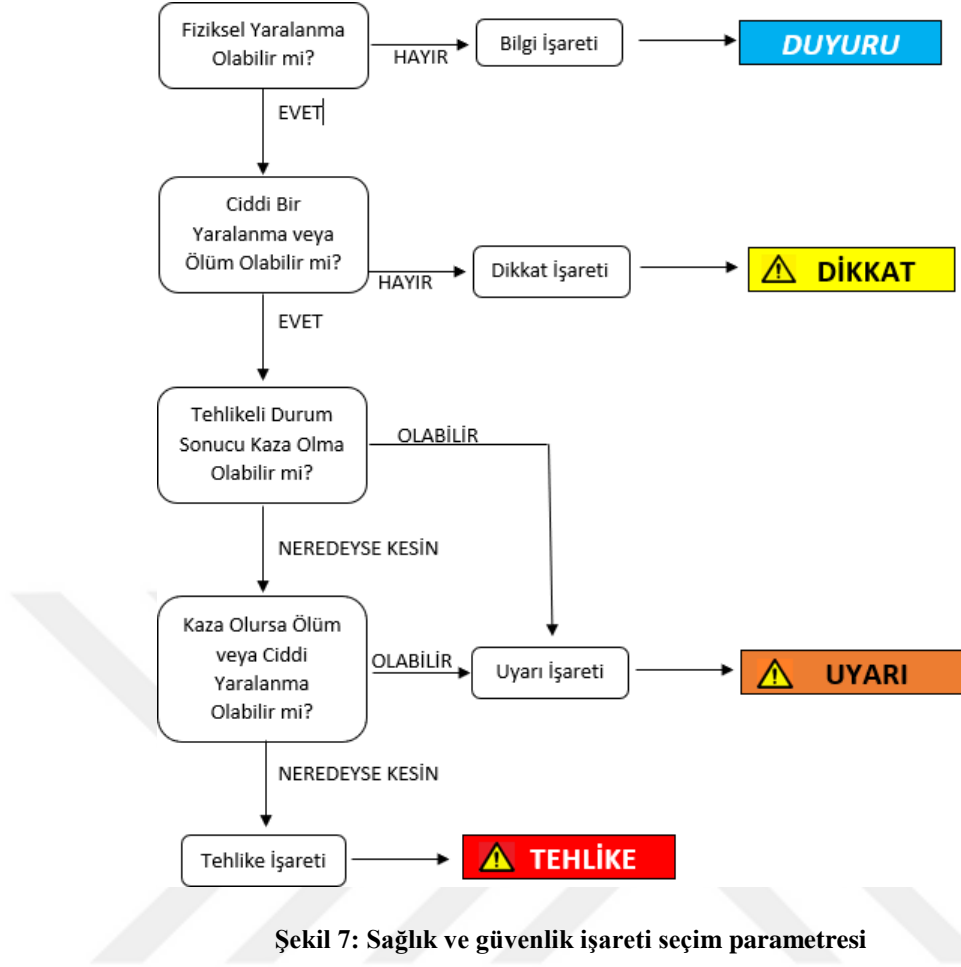 Fiziksel Yaralanma
Olabilir mi?
HAYIR
Bilgi İşareti
DUYURU
EVET
Ciddi Bir
Yaralanma veya
Ölüm Olabilir mi?
HAYIR
Dikkat İşareti
DİKKAT
EVET
Tehlikeli Durum
Sonucu Kaza Olma
Olabilir mi?
OLABİLİR
NEREDEYSE KESİN
Kaza Olursa Ölüm
veya Ciddi
Yaralanma
Olabilir mi?
OLABİLİR
Uyarı İşareti
UYARI
NEREDEYSE KESİN
Tehlike İşareti
TEHLİKE
Şekil 7: Sağlık ve güvenlik işareti seçim parametresi